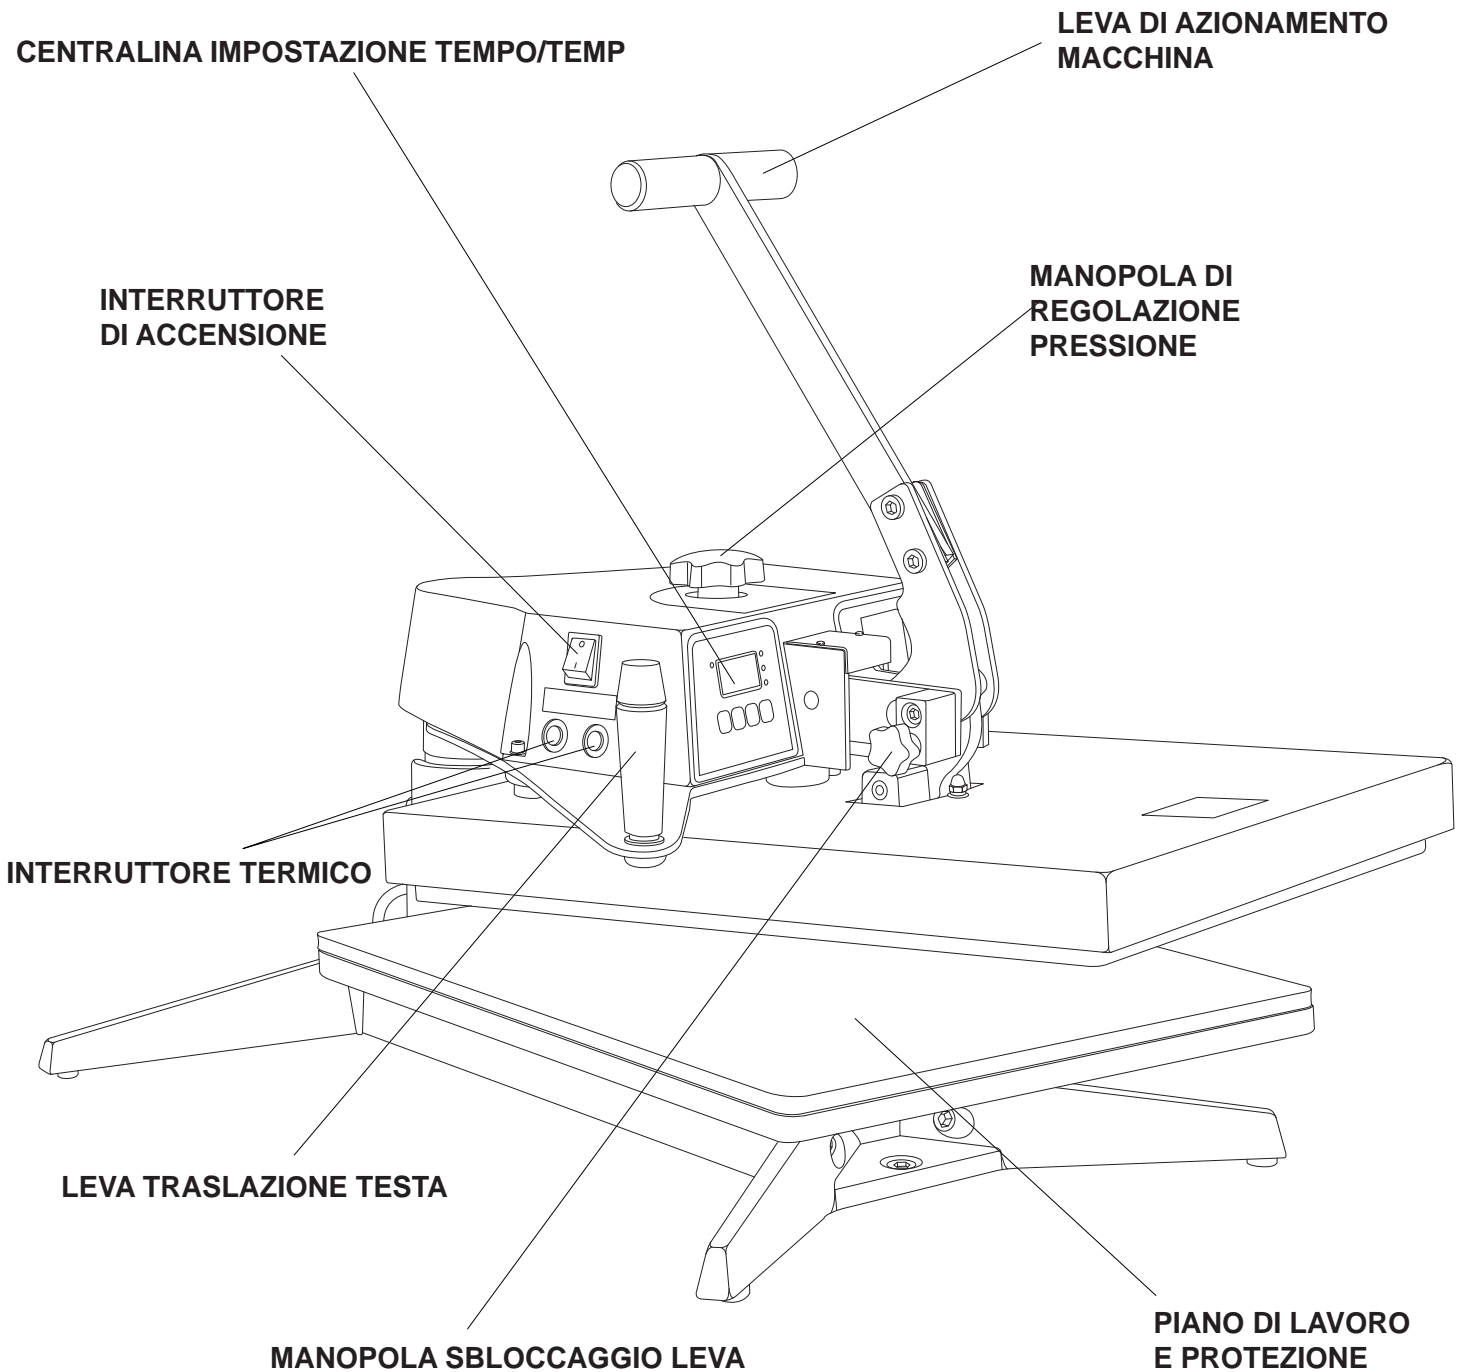 LEVA DI AZIONAMENTO
MACCHINA
CENTRALINA IMPOSTAZIONE TEMPO/TEMP
MANOPOLA DI
REGOLAZIONE
PRESSIONE
INTERRUTTORE
DI ACCENSIONE
INTERRUTTORE TERMICO
LEVA TRASLAZIONE TESTA
PIANO DI LAVORO
E PROTEZIONE
MANOPOLA SBLOCCAGGIO LEVA